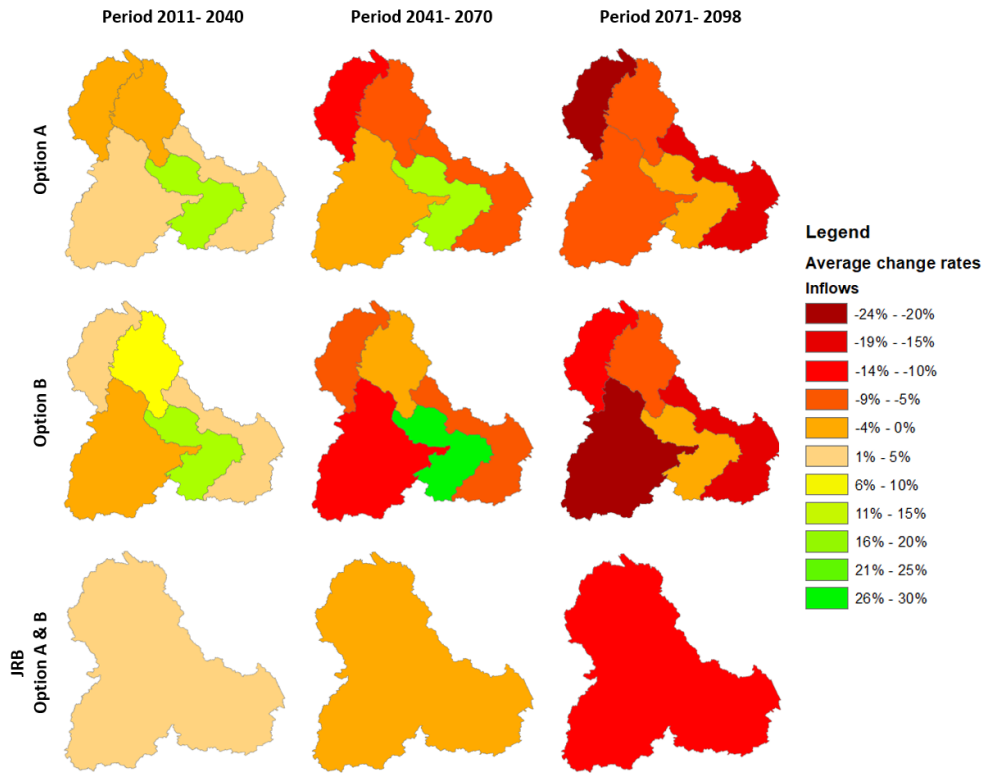 Period 2011- 2040
Period 2041- 2070
Period 2071- 2098
Option A
Option B
JRB
Option A & B
Legend
Average change rates
Inflows
-24% - -20%
-19% - -15%
-14% - -10%
-9% - -5%
-4% - 0%
1% - 5%
6% - 10%
11% - 15%
16% - 20%
21% - 25%
26% - 30%